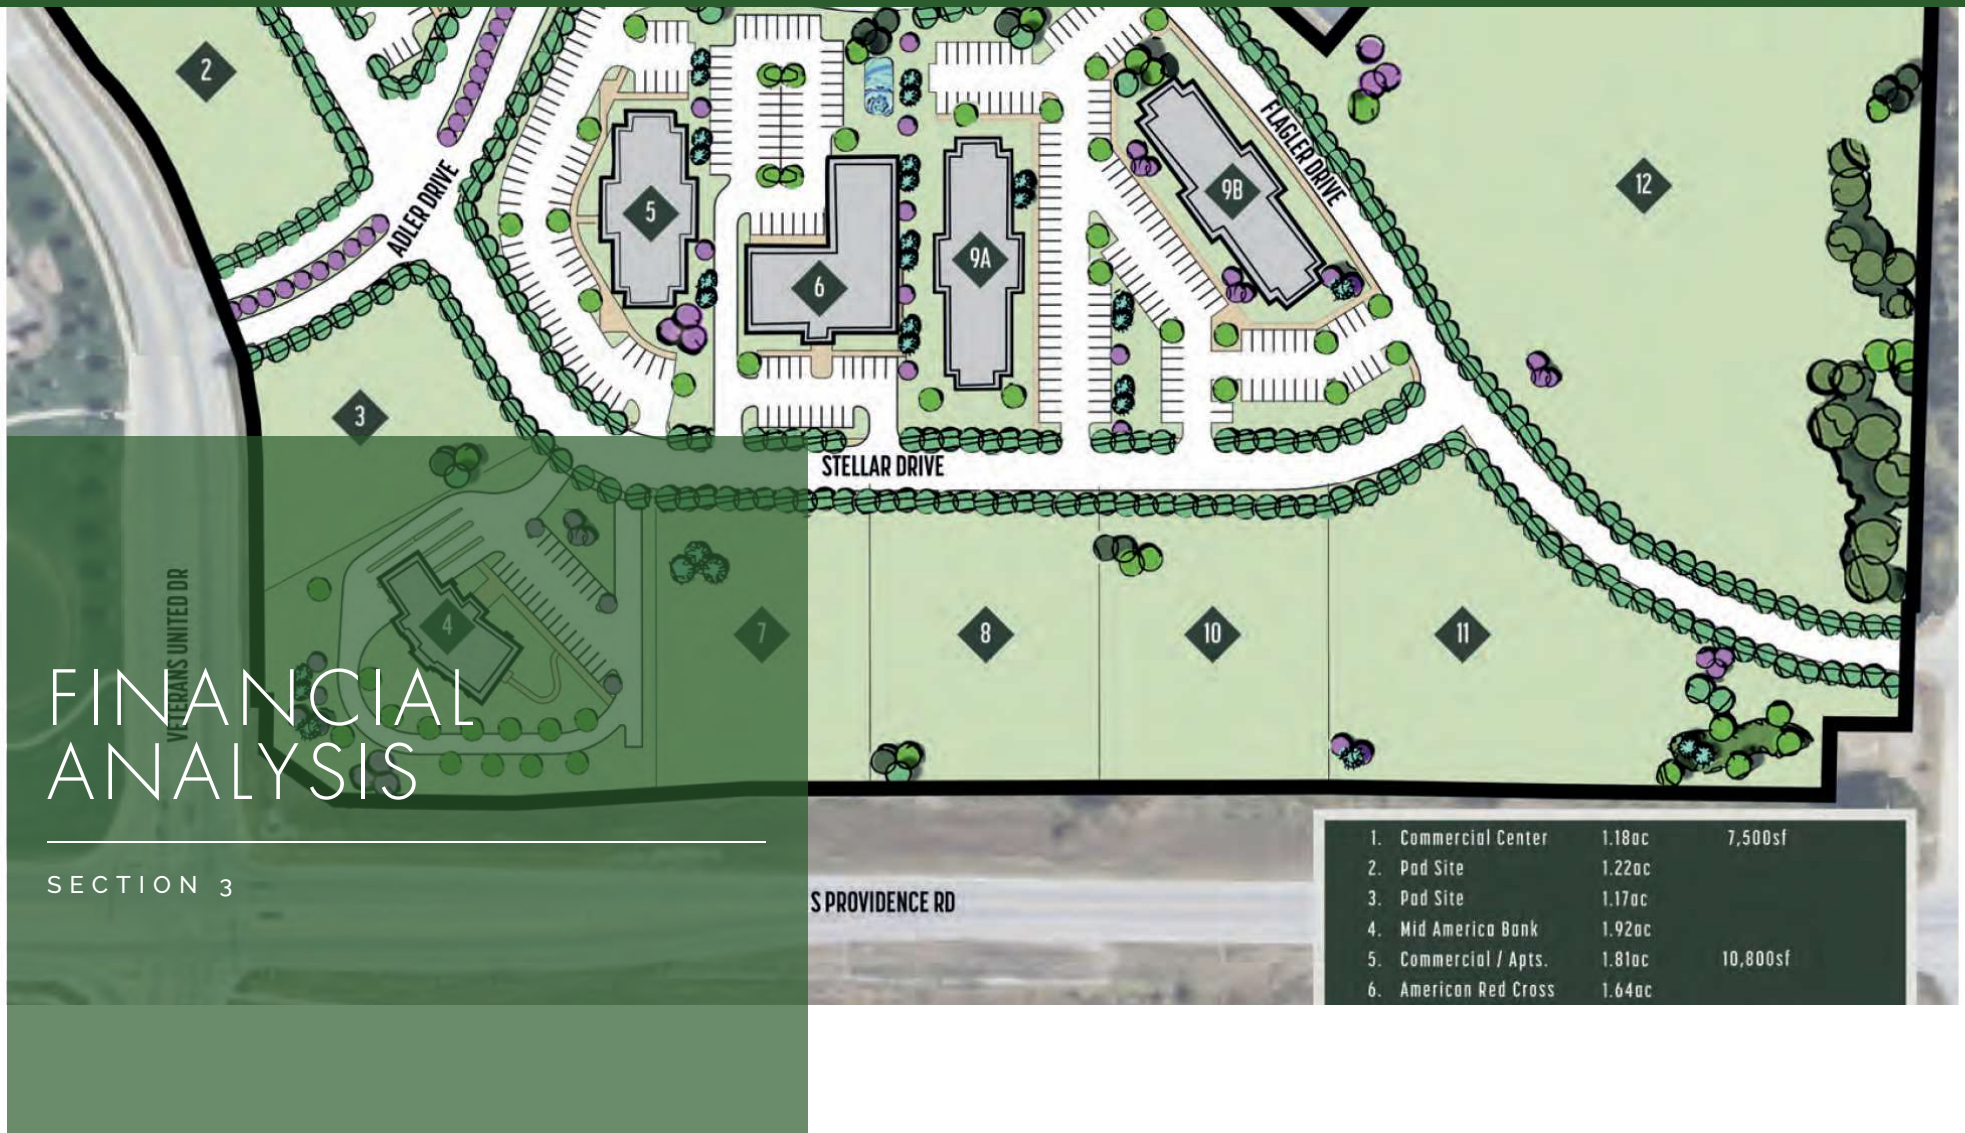 2
ADLER DRIVE
5
6
9A
9B
FLAGLER DRIVE
12
3
STELLAR DRIVE
4
7
8
10
11
VETERANS UNITED DR
FINANCIAL
ANALYSIS
SECTION 3
S PROVIDENCE RD
1. Commercial Center 1.18ac 7,500sf
2. Pad Site 1.22ac
3. Pad Site 1.17ac
4. Mid America Bank 1.92ac
5. Commercial / Apts. 1.81ac 10,800sf
6. American Red Cross 1.64ac